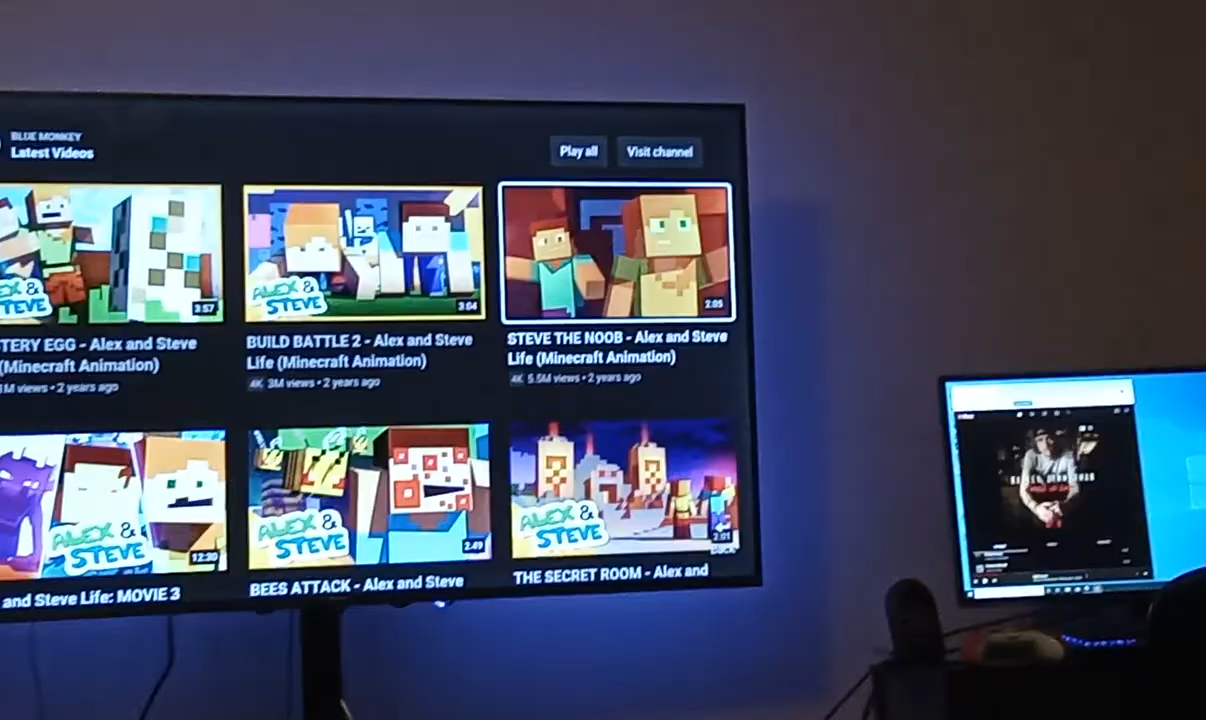 BLUE MONKEY
Latest Videos
Play all
Visit channel
ALEX &
STEVE
3:57
ALEX &
STEVE
3:04
2:05
TERY EGG - Alex and Steve
(Minecraft Animation)
1M views • 2 years ago
BUILD BATTLE 2 - Alex and Steve
Life (Minecraft Animation)
4K 3M views • 2 years ago
STEVE THE NOOB - Alex and Steve
Life (Minecraft Animation)
4K 5.5M views • 2 years ago
ALEX &
STEVE
12:30
ALEX &
STEVE
2:49
ALEX &
STEVE
2:01
Back
and Steve Life: MOVIE 3
BEES ATTACK - Alex and Steve
THE SECRET ROOM - Alex and